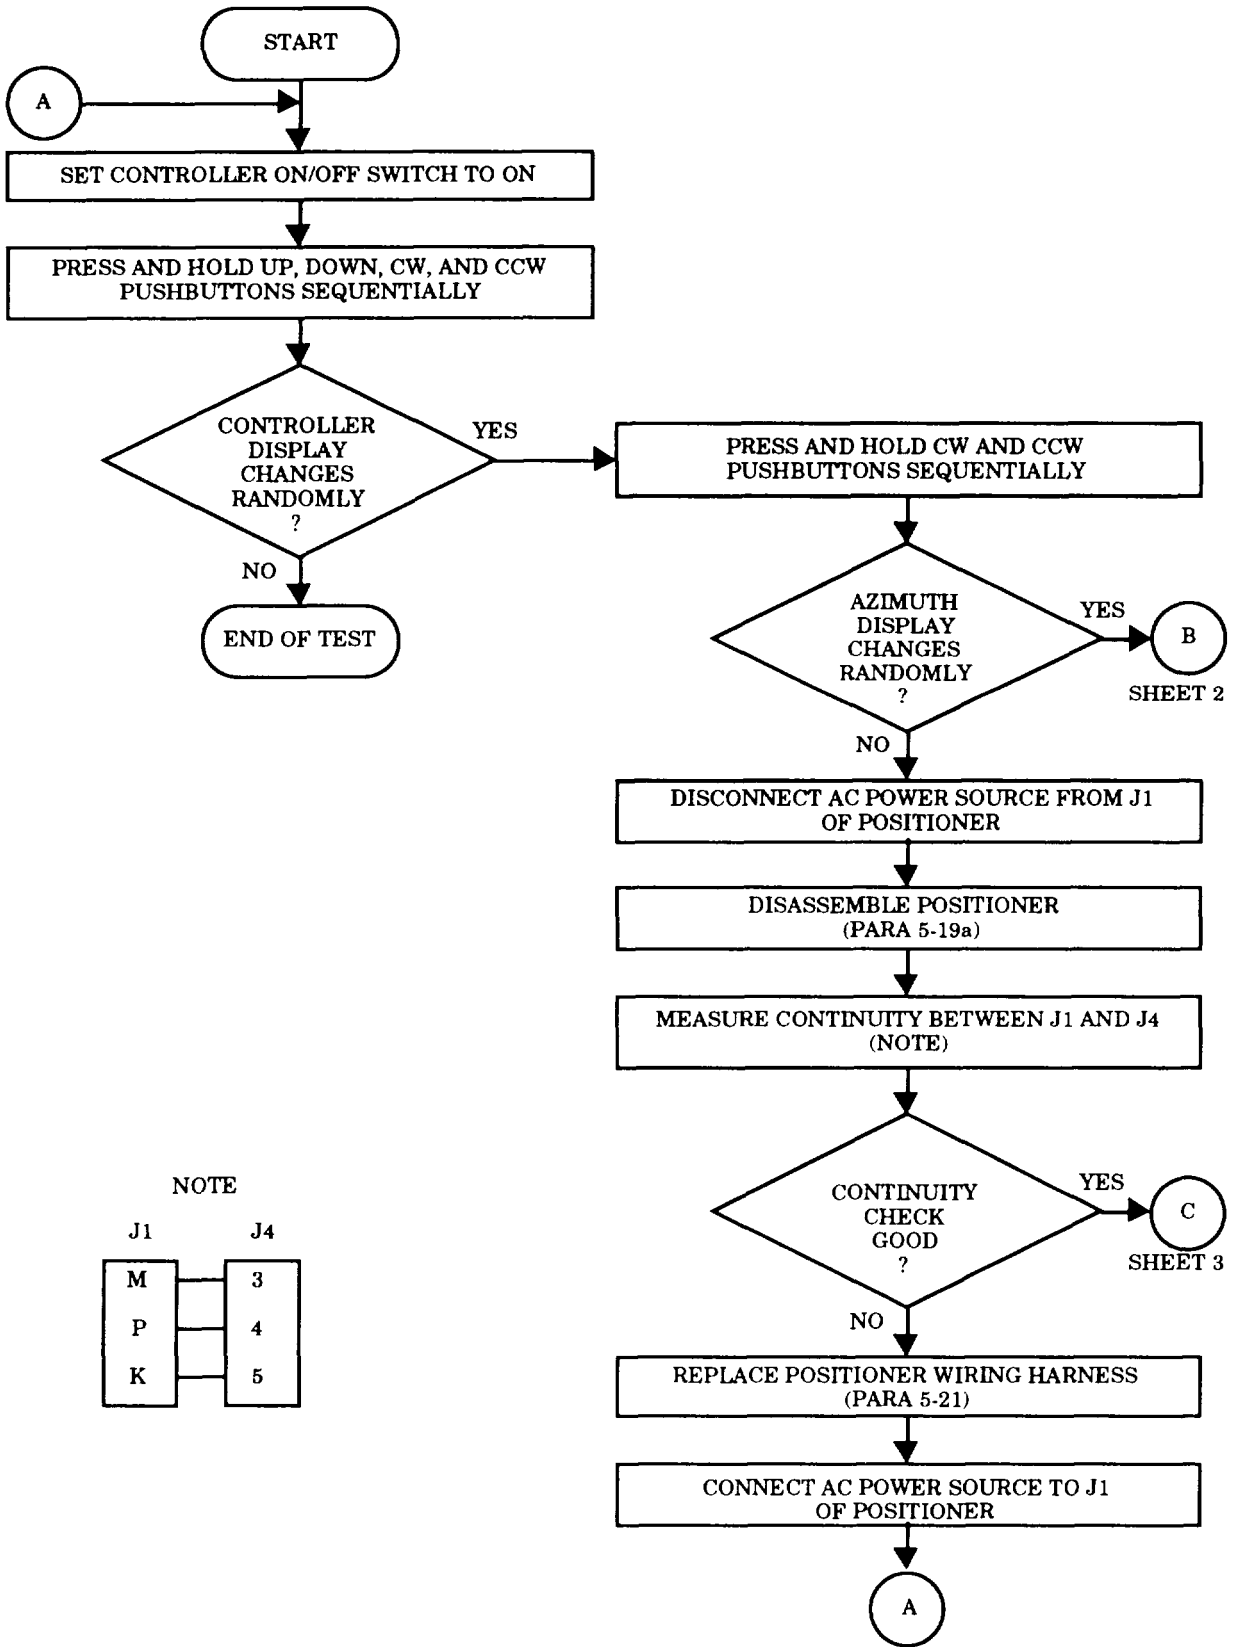 START
A
SET CONTROLLER ON/OFF SWITCH TO ON
PRESS AND HOLD UP, DOWN, CW, AND CCW
PUSHBUTTONS SEQUENTIALLY
CONTROLLER
DISPLAY
CHANGES
RANDOMLY
?
YES
NO
END OF TEST
PRESS AND HOLD CW AND CCW
PUSHBUTTONS SEQUENTIALLY
AZIMUTH
DISPLAY
CHANGES
RANDOMLY
?
YES
B
SHEET 2
NO
DISCONNECT AC POWER SOURCE FROM J1
OF POSITIONER
DISASSEMBLE POSITIONER
(PARA 5-19a)
MEASURE CONTINUITY BETWEEN J1 AND J4
(NOTE)
CONTINUITY
CHECK
GOOD
?
YES
C
SHEET 3
NO
REPLACE POSITIONER WIRING HARNESS
(PARA 5-21)
CONNECT AC POWER SOURCE TO J1
OF POSITIONER
A
NOTE
J1 J4
M 3
P 4
K 5